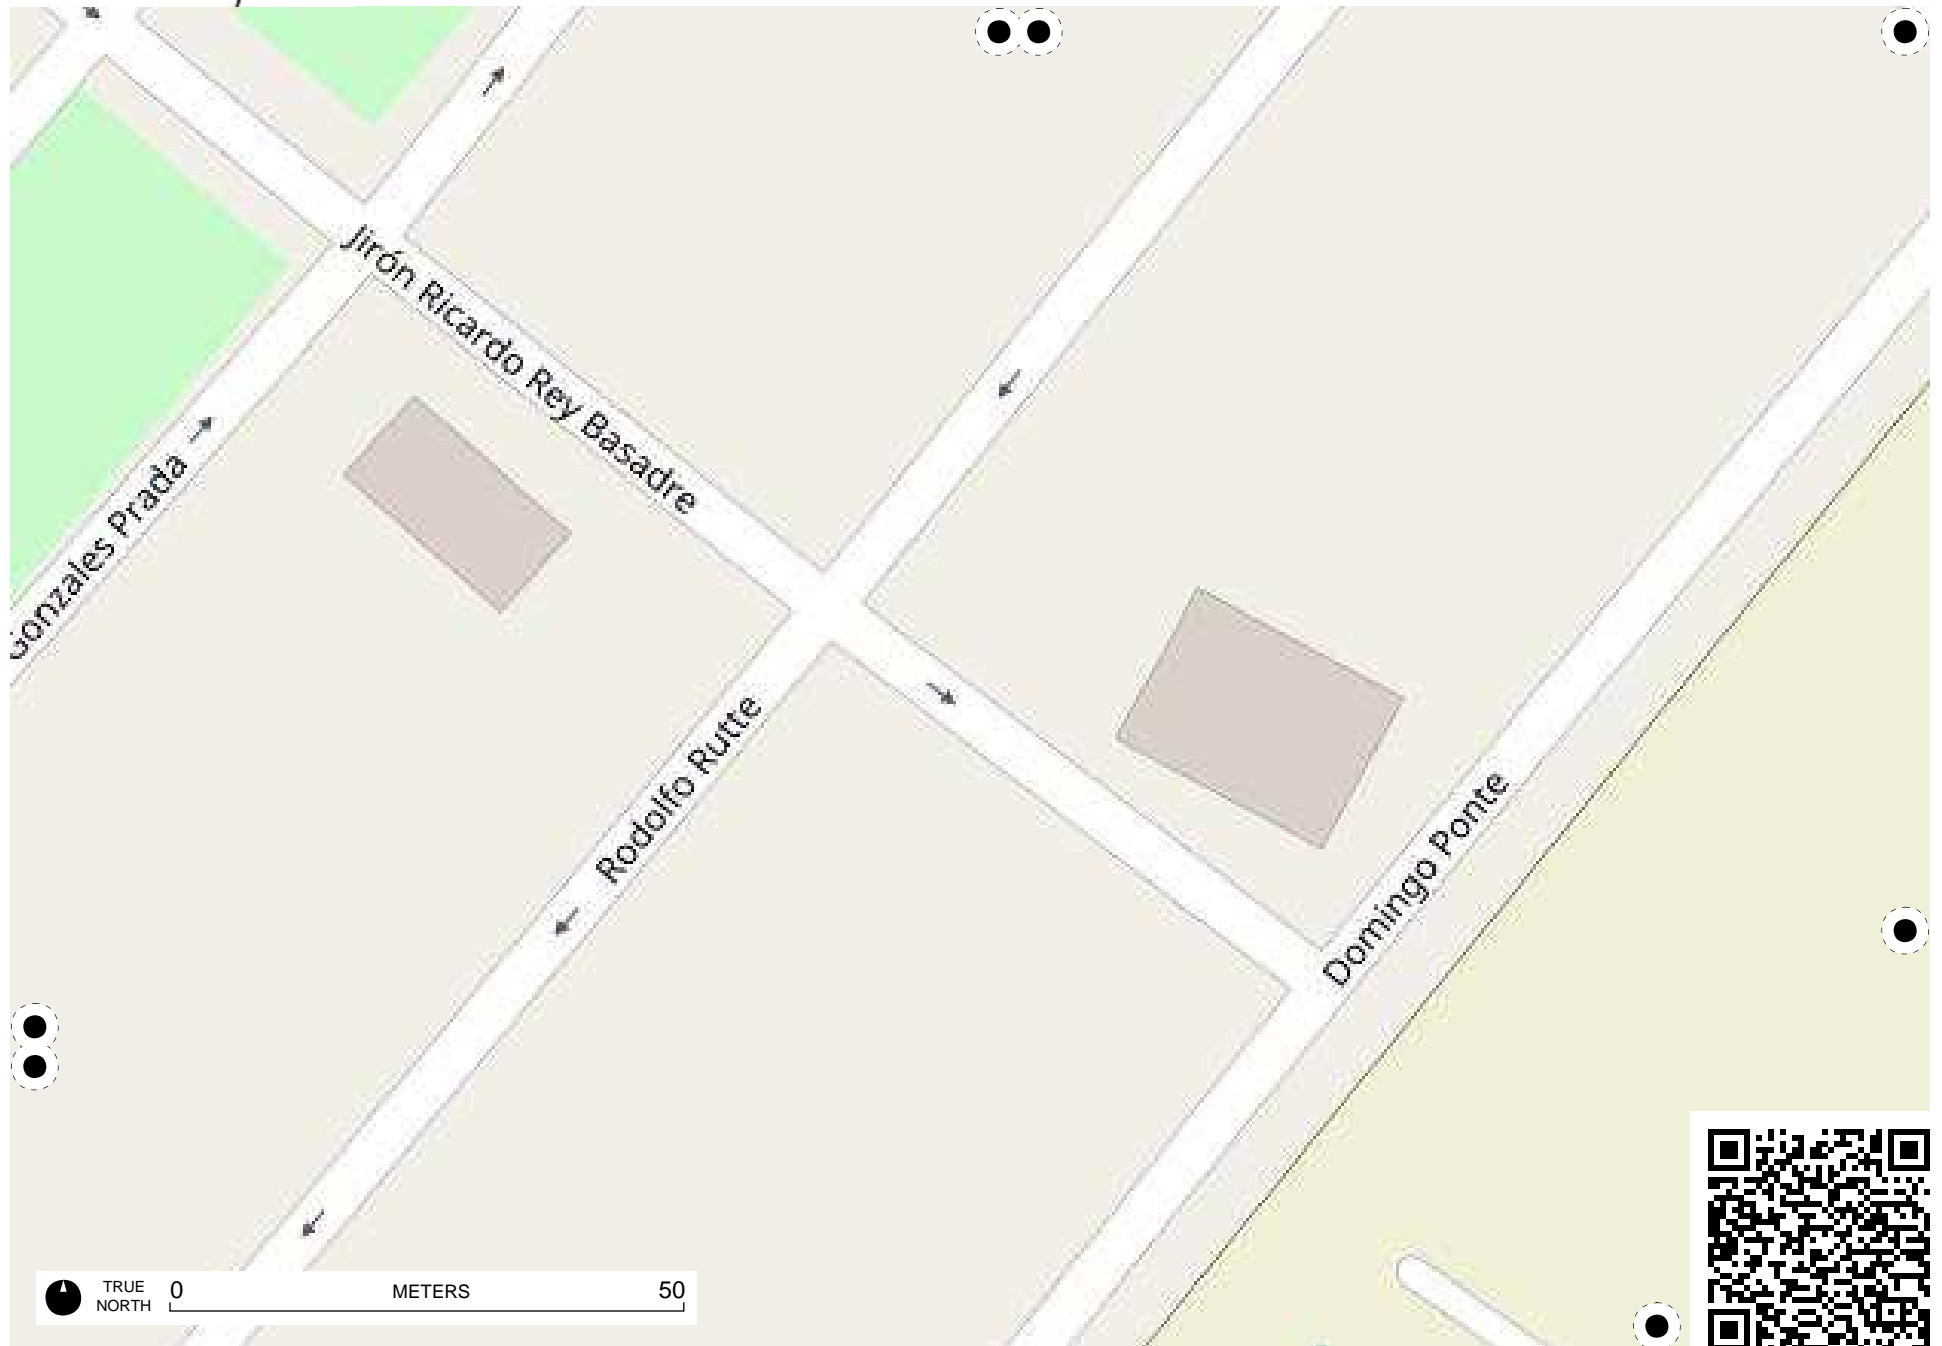 Jirón Ricardo Rey Basadre
Gonzales Prada
Rodolfo Rutte
Domingo Ponte
TRUE
NORTH
0 METERS 50